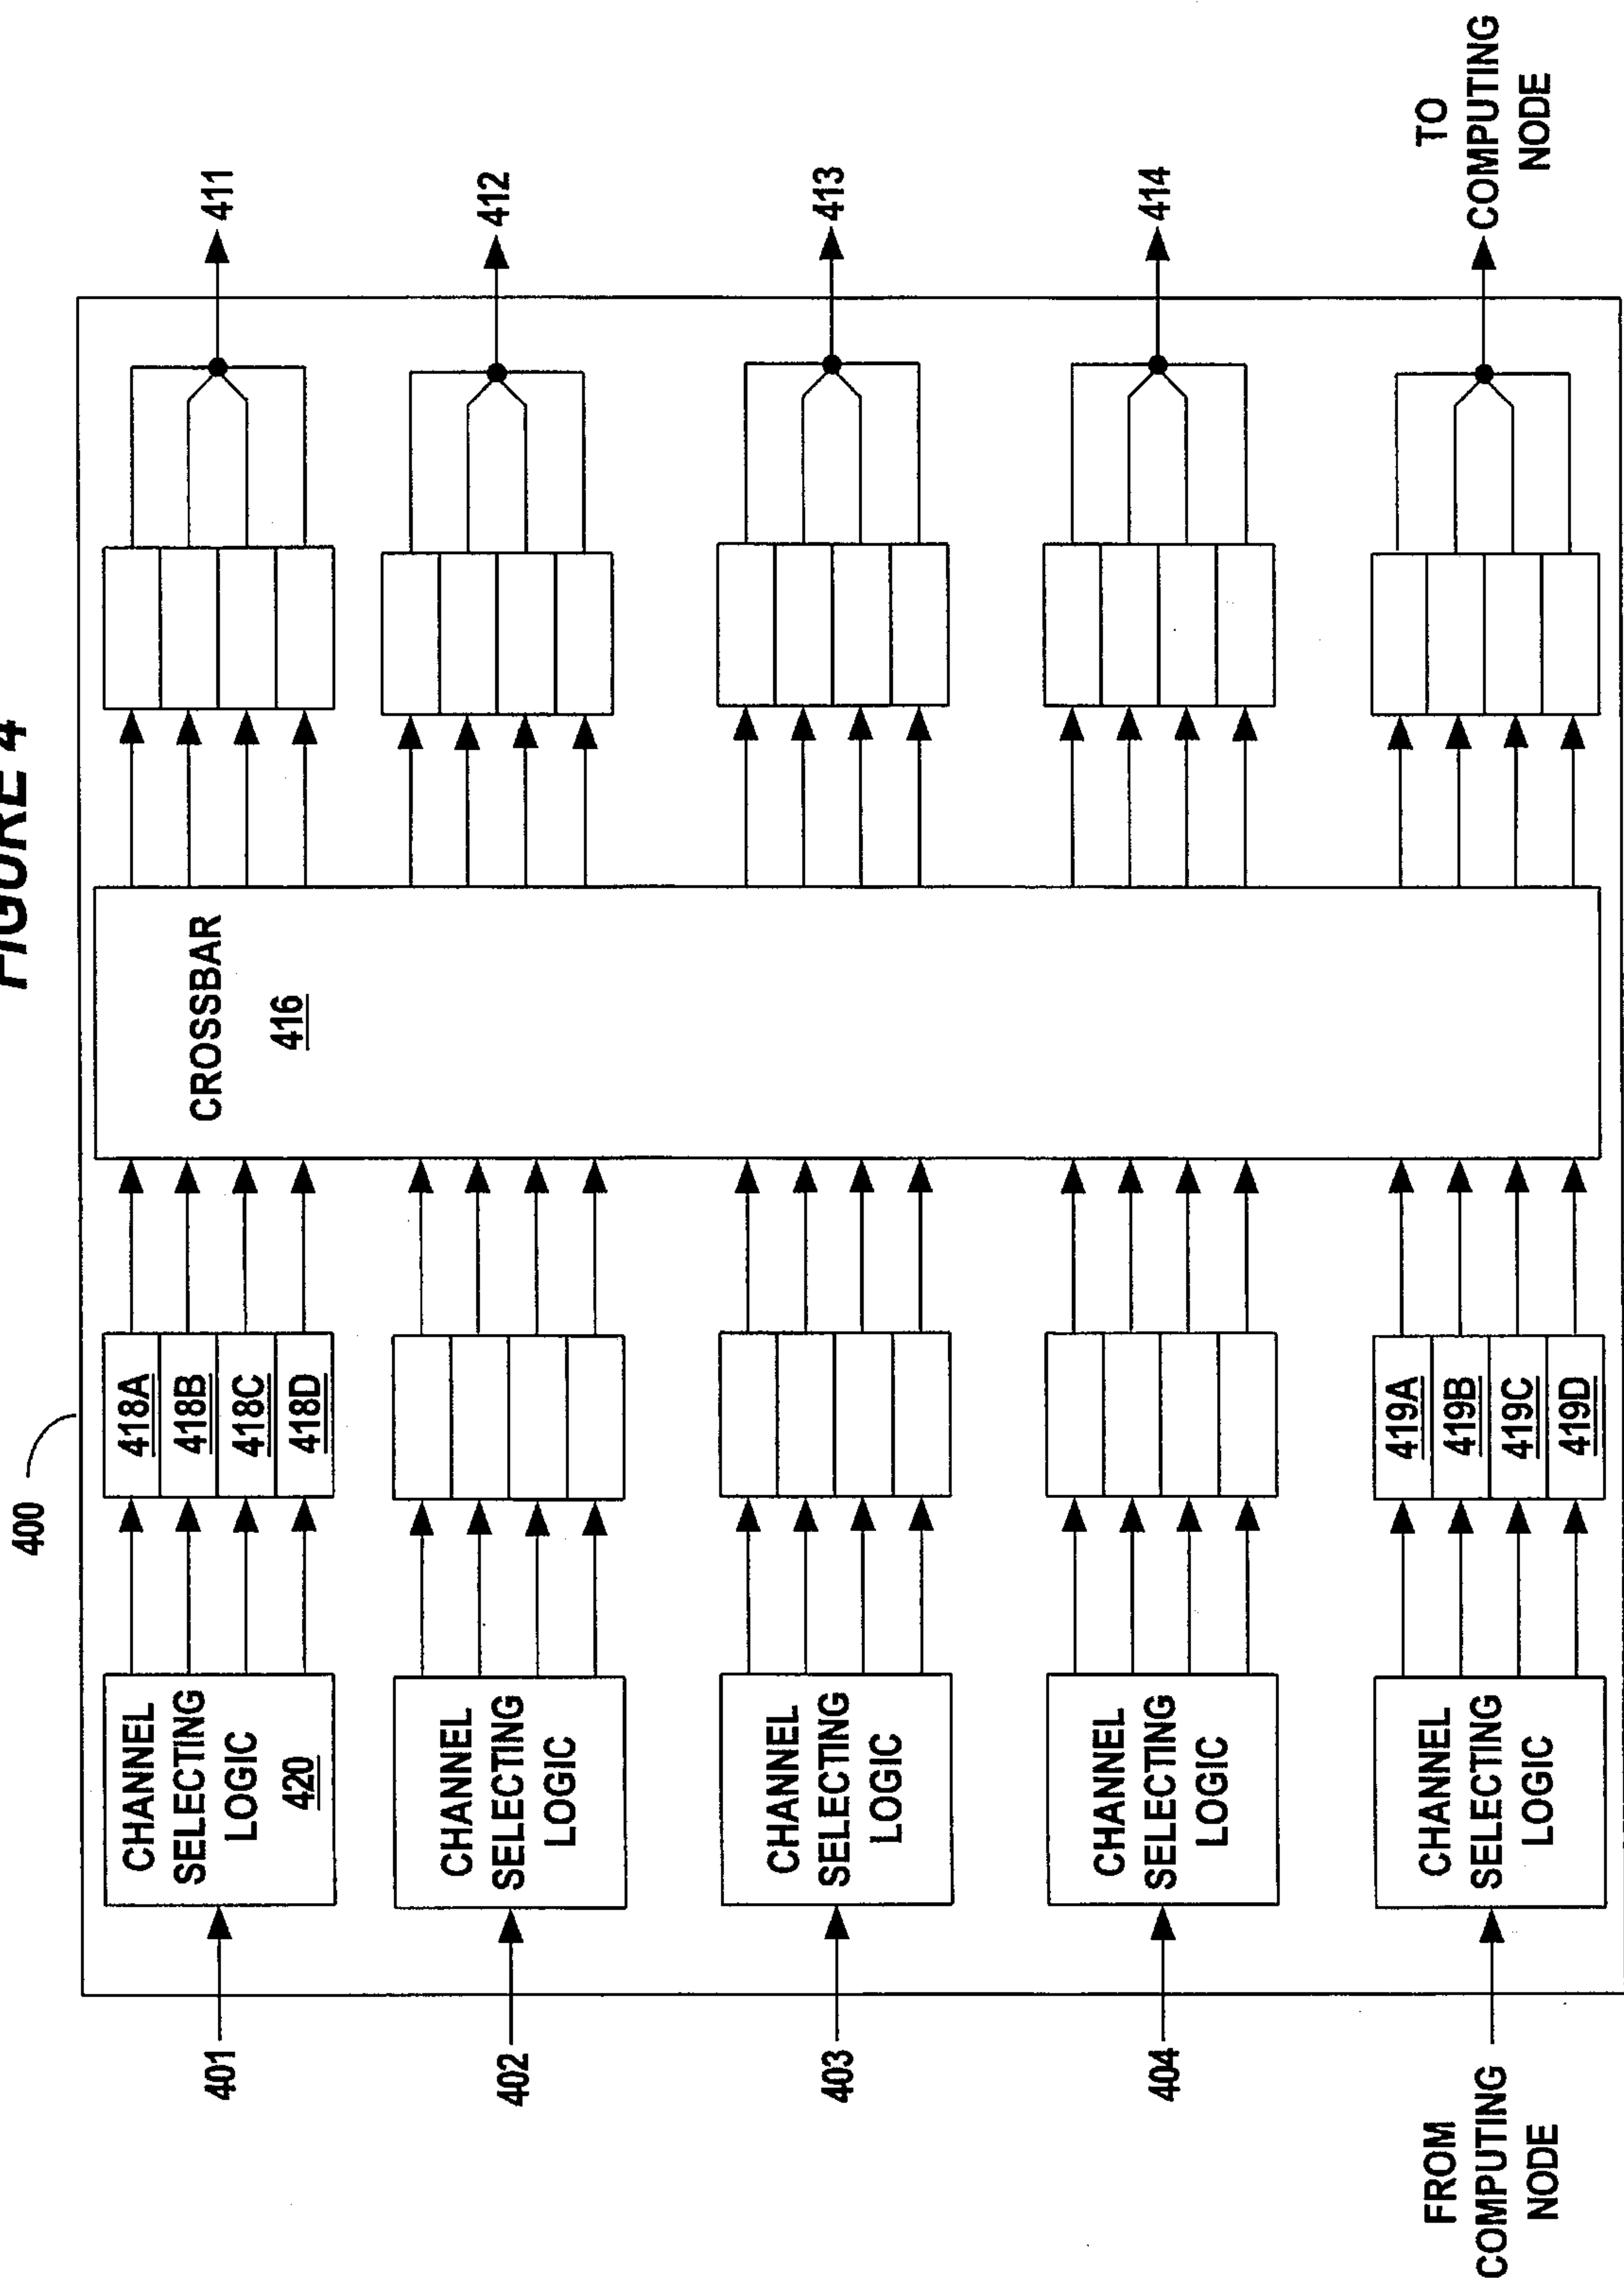 FIGURE 4
400
401
CHANNEL
SELECTING
LOGIC
420
418A
418B
418C
418D
CROSSBAR
416
411
402
CHANNEL
SELECTING
LOGIC
412
403
CHANNEL
SELECTING
LOGIC
413
404
CHANNEL
SELECTING
LOGIC
414
FROM
COMPUTING
NODE
CHANNEL
SELECTING
LOGIC
419A
419B
419C
419D
TO
COMPUTING
NODE